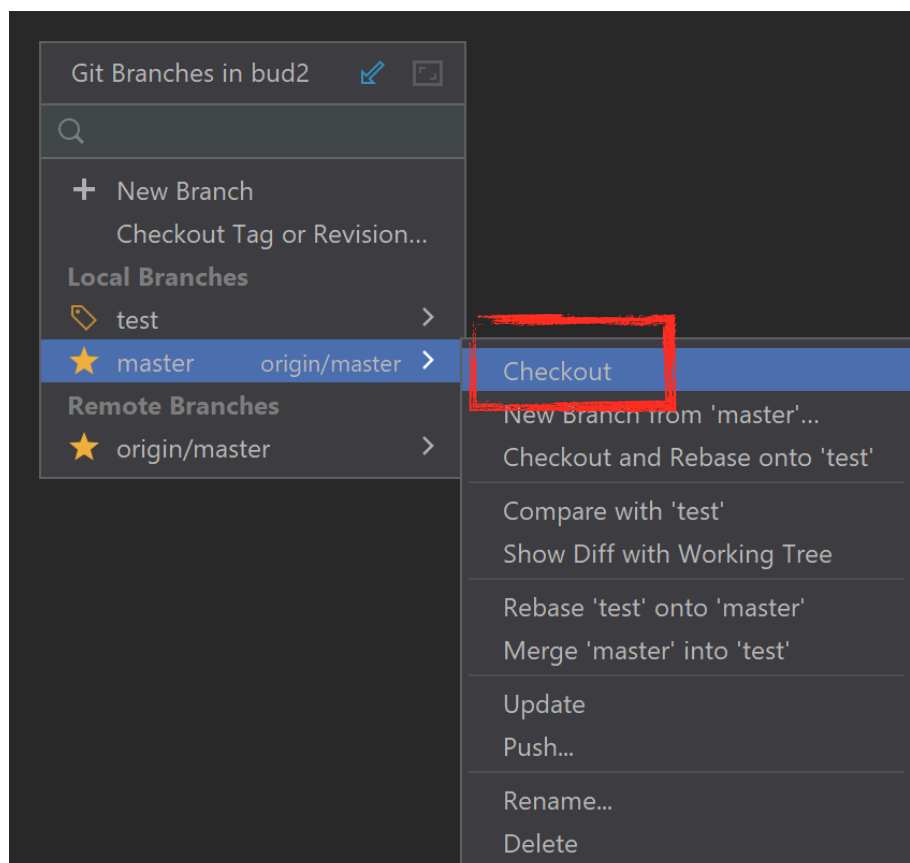 Git Branches in bud2
New Branch
Checkout Tag or Revision...
Local Branches
test
master origin/master
Remote Branches
origin/master
Checkout
New Branch from 'master'...
Checkout and Rebase onto 'test'
Compare with 'test'
Show Diff with Working Tree
Rebase 'test' onto 'master'
Merge 'master' into 'test'
Update
Push...
Rename...
Delete